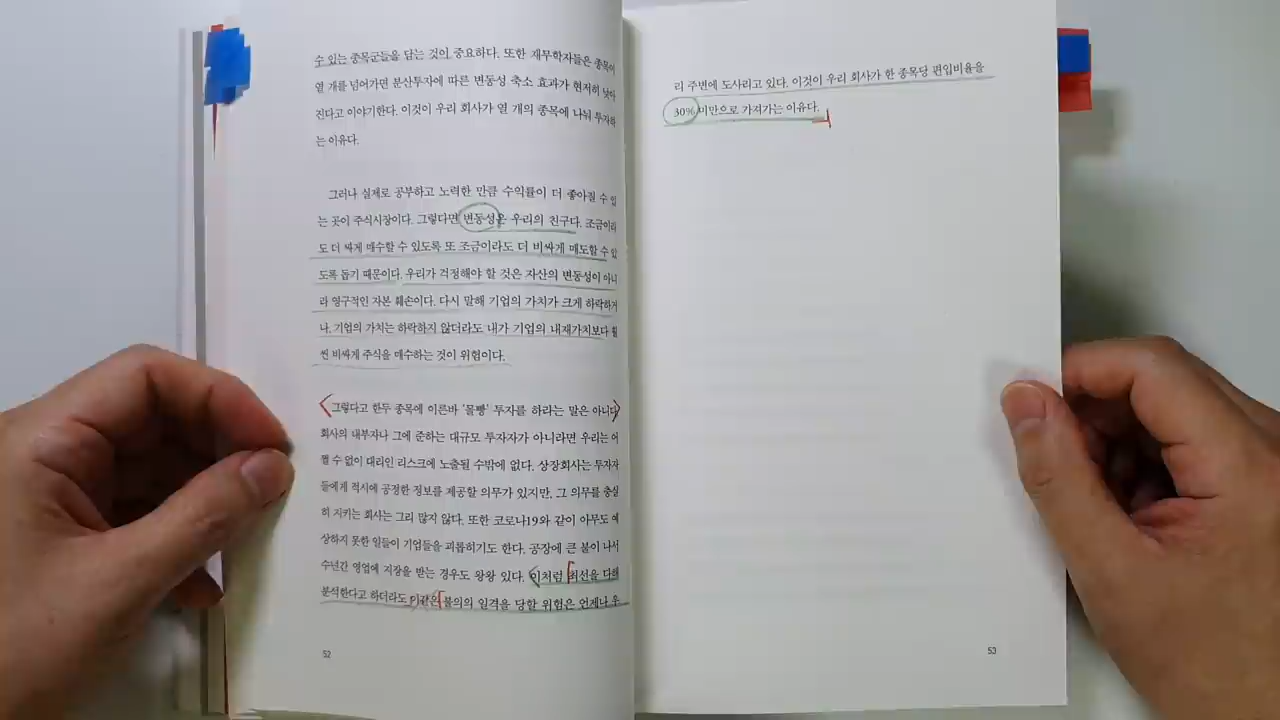 수 있는 종목군들을 담는 것이 중요하다. 또한 재무학자들은 종목이
열 개를 넘어가면 분산투자에 따른 변동성 축소 효과가 현저히 낮아
진다고 이야기한다. 이것이 우리 회사가 열 개의 종목에 나눠 투자하
는 이유다.
그러나 실제로 공부하고 노력한 만큼 수익률이 더 좋아질 수 있
는 곳이 주식시장이다. 그렇다면 변동성은 우리의 친구다. 조금이라
도 더 싸게 매수할 수 있도록 또 조금이라도 더 비싸게 매도할 수 있
도록 돕기 때문이다. 우리가 걱정해야 할 것은 자산의 변동성이 아니
라 영구적인 자본 훼손이다. 다시 말해 기업의 가치가 크게 하락하거
나, 기업의 가치는 하락하지 않더라도 내가 기업의 내재가치보다 훨
씬 비싸게 주식을 매수하는 것이 위험이다.
그렇다고 한두 종목에 이른바 '몰빵' 투자를 하라는 말은 아니다
회사의 내부자나 그에 준하는 대규모 투자자가 아니라면 우리는 어
쩔 수 없이 대리인 리스크에 노출될 수밖에 없다. 상장회사는 투자자
들에게 적시에 공정한 정보를 제공할 의무가 있지만, 그 의무를 충실
히 지키는 회사는 그리 많지 않다. 또한 코로나19와 같이 아무도 예
상하지 못한 일들이 기업들을 괴롭히기도 한다. 공장에 큰 불이 나서
수년간 영업에 지장을 받는 경우도 왕왕 있다. 이처럼 최선을 다해
분석한다고 하더라도 이같은 불의의 일격을 당할 위험은 언제나 우
52
리 주변에 도사리고 있다. 이것이 우리 회사가 한 종목당 편입비율을
30% 미만으로 가져가는 이유다.
53